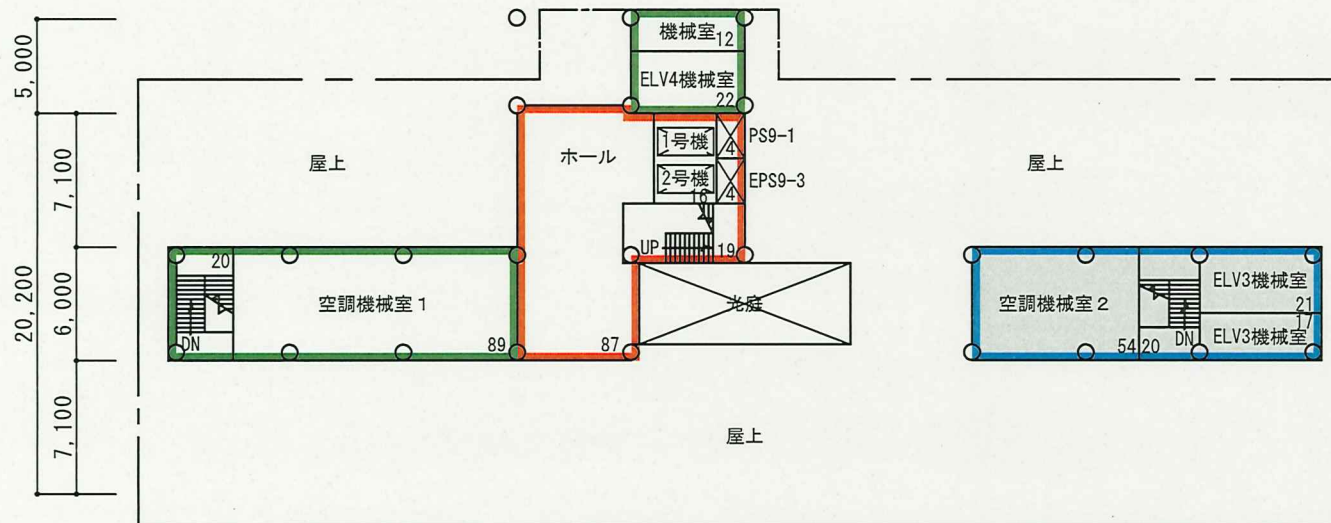 5,000
20,200
7,100
6,000
7,100
機械室
12
ELV4機械室
22
屋上
ホール
1号機
4
PS9-1
2号機
4
EPS9-3
16
UP
19
屋上
20
空調機械室1
DN
89
87
光庭
空調機械室2
54
20
DN
ELV3機械室
21
17
ELV3機械室
屋上